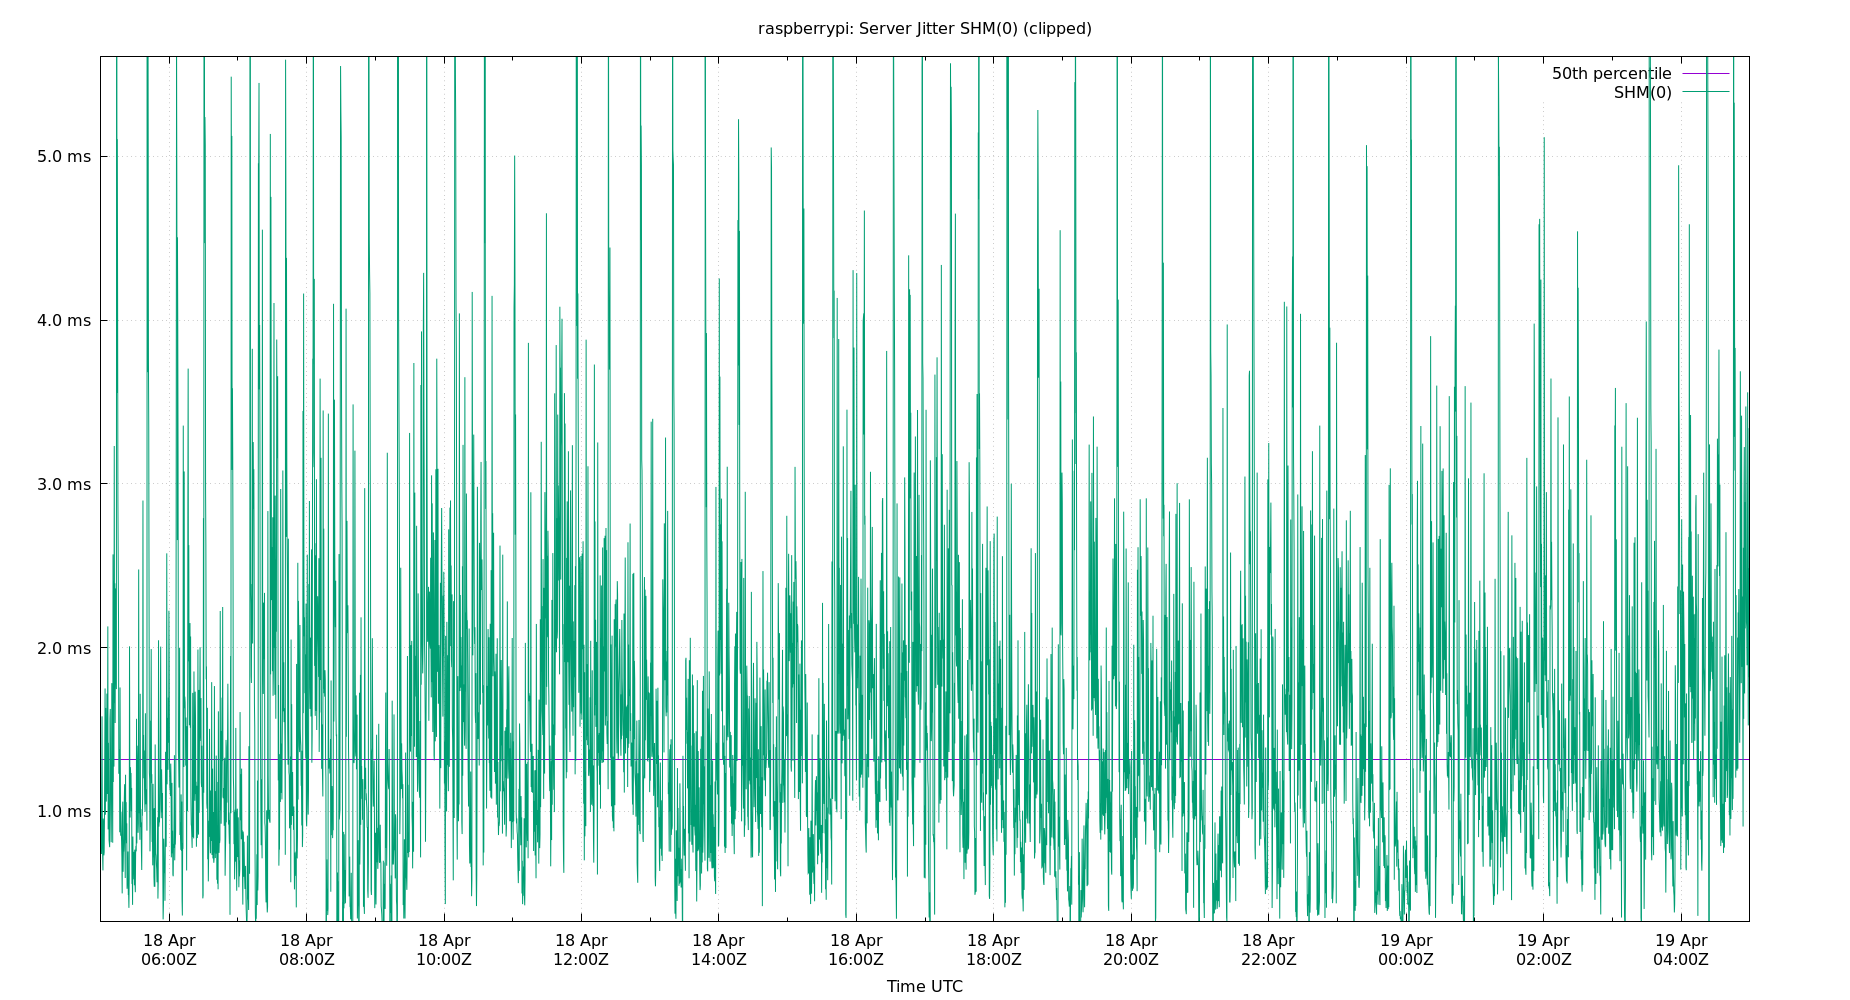 raspberrypi: Server Jitter SHM(0) (clipped)
50th percentile
SHM(0)
5.0 ms
4.0 ms
3.0 ms
2.0 ms
1.0 ms
18 Apr 18 Apr 18 Apr 18 Apr 18 Apr 18 Apr 18 Apr 18 Apr 18 Apr 19 Apr 19 Apr 19 Apr
06:00Z 08:00Z 10:00Z 12:00Z 14:00Z 16:00Z 18:00Z 20:00Z 22:00Z 00:00Z 02:00Z 04:00Z
Time UTC